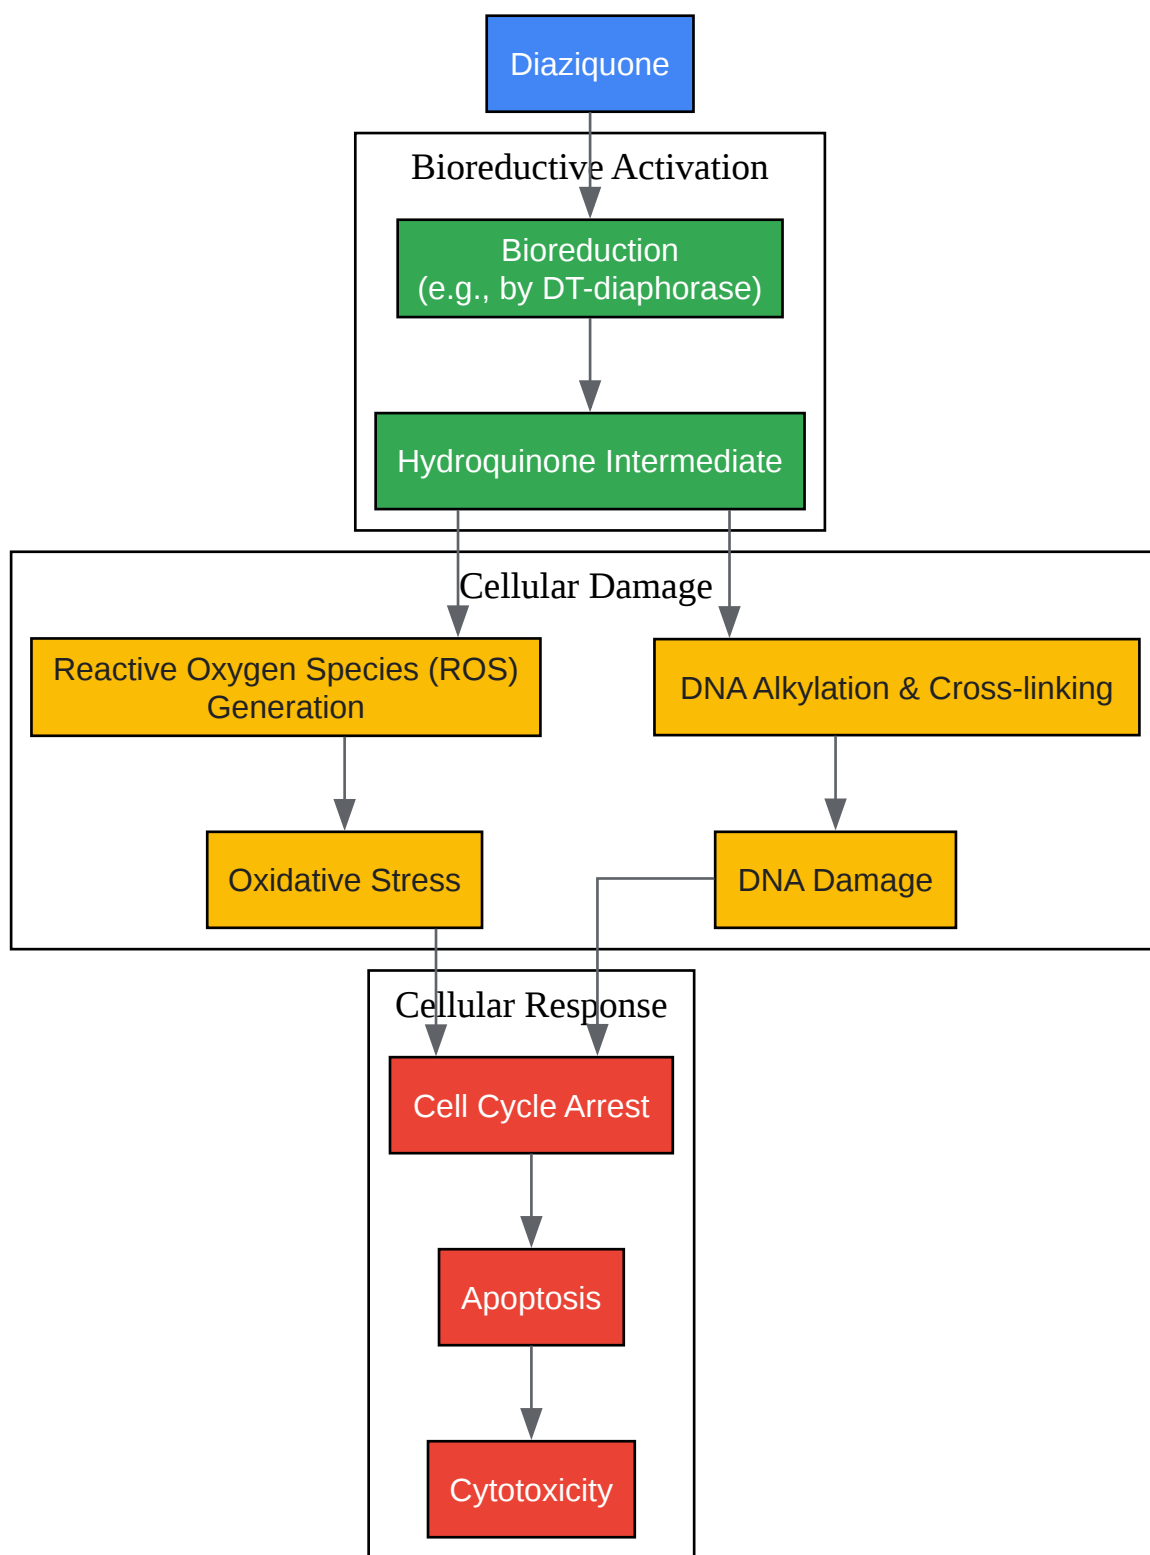 Diaziquone
Bioreductive Activation
Bioreduction
(e.g., by DT-diaphorase)
Hydroquinone Intermediate
Cellular Damage
Reactive Oxygen Species (ROS)
Generation
DNA Alkylation & Cross-linking
Oxidative Stress
DNA Damage
Cellular Response
Cell Cycle Arrest
Apoptosis
Cytotoxicity